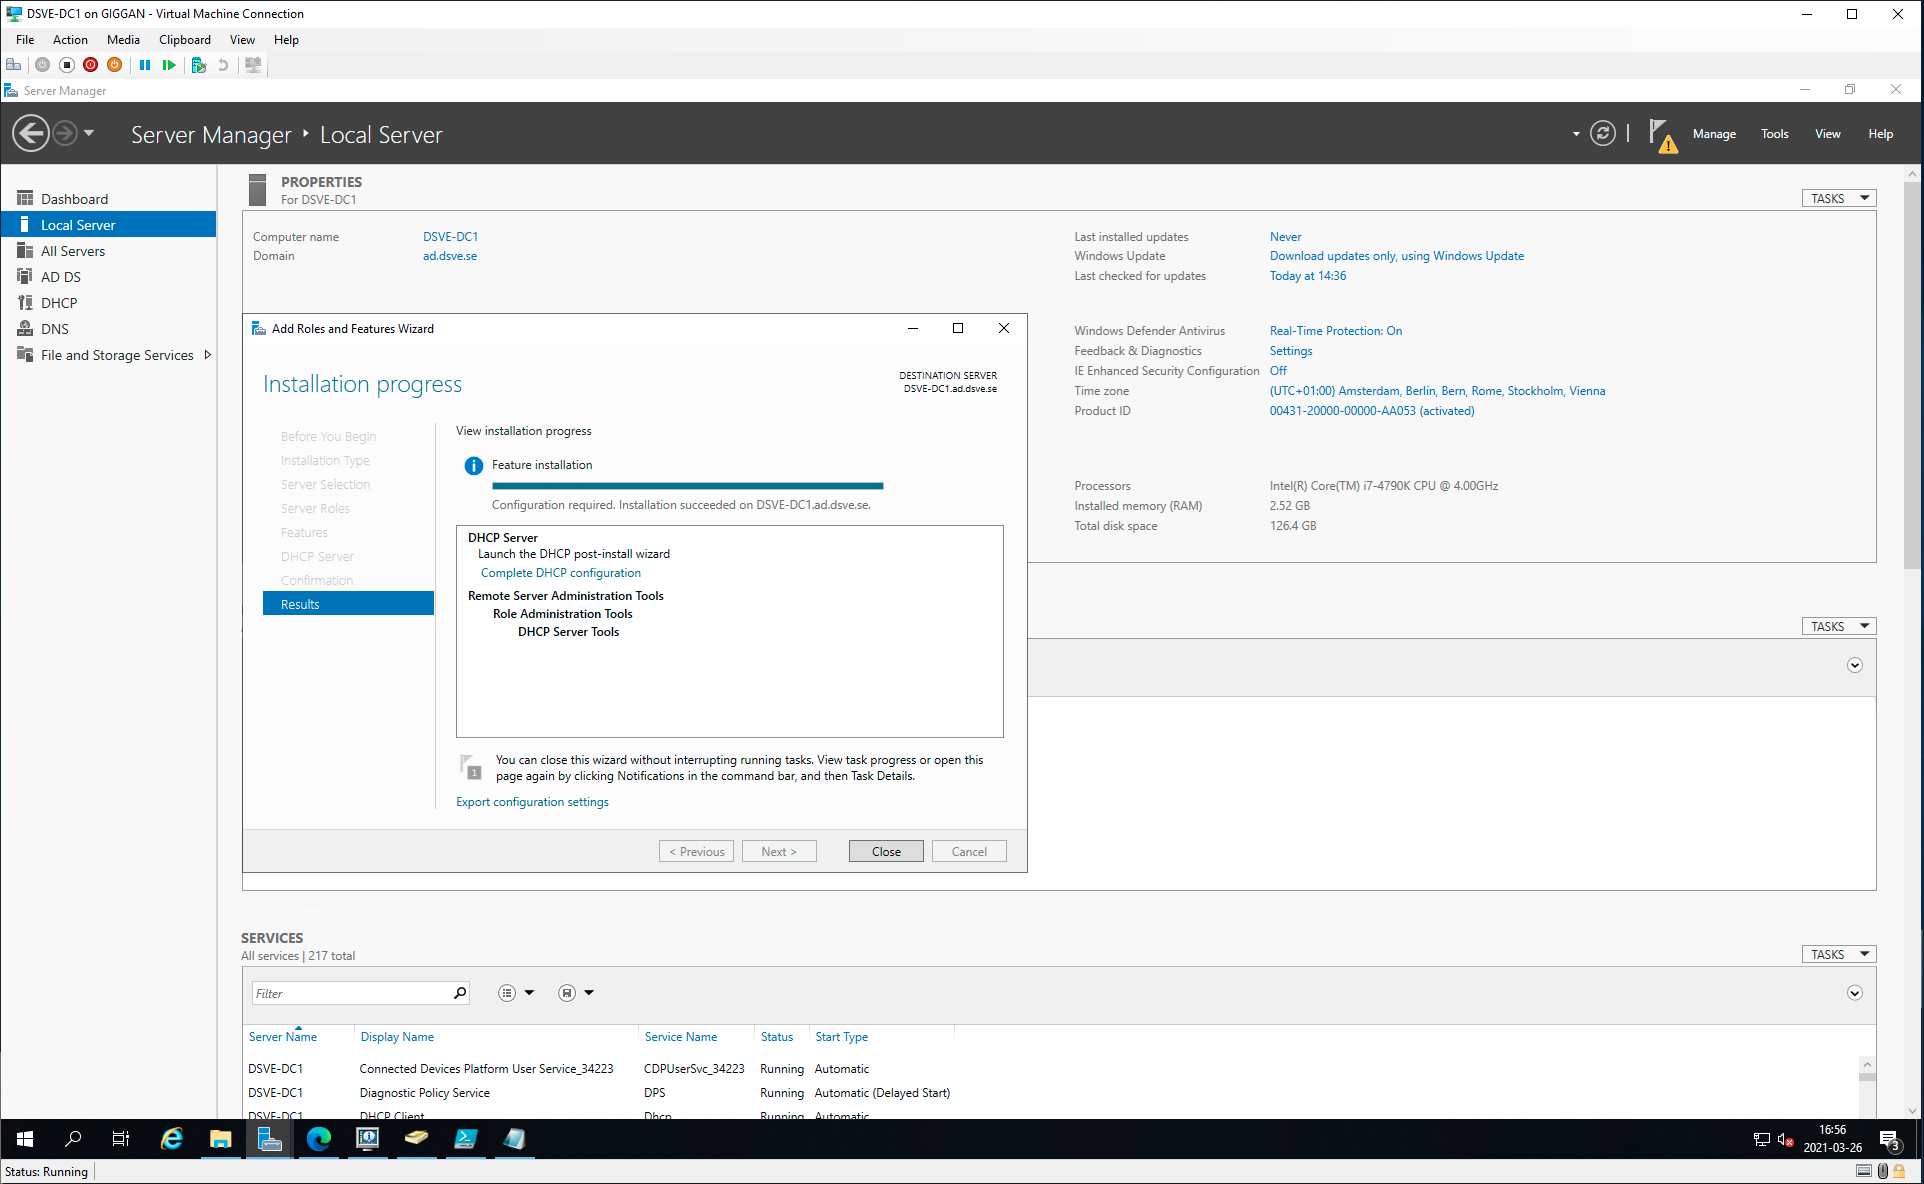 DSVE-DC1 on GIGGAN - Virtual Machine Connection
File Action Media Clipboard View Help
Server Manager
Server Manager ‣ Local Server
Manage Tools View Help
Dashboard
Local Server
All Servers
AD DS
DHCP
DNS
File and Storage Services
PROPERTIES
For DSVE-DC1
TASKS
Computer name DSVE-DC1
Domain ad.dsve.se
Last installed updates Never
Windows Update Download updates only, using Windows Update
Last checked for updates Today at 14:36
Windows Defender Antivirus Real-Time Protection: On
Feedback & Diagnostics Settings
IE Enhanced Security Configuration Off
Time zone (UTC+01:00) Amsterdam, Berlin, Bern, Rome, Stockholm, Vienna
Product ID 00431-20000-00000-AA053 (activated)
Processors Intel(R) Core(TM) i7-4790K CPU @ 4.00GHz
Installed memory (RAM) 2.52 GB
Total disk space 126.4 GB
TASKS
Add Roles and Features Wizard
Installation progress
DESTINATION SERVER
DSVE-DC1.ad.dsve.se
Before You Begin
Installation Type
Server Selection
Server Roles
Features
DHCP Server
Confirmation
Results
View installation progress
Feature installation
Configuration required. Installation succeeded on DSVE-DC1.ad.dsve.se.
DHCP Server
Launch the DHCP post-install wizard
Complete DHCP configuration
Remote Server Administration Tools
Role Administration Tools
DHCP Server Tools
1
You can close this wizard without interrupting running tasks. View task progress or open this
page again by clicking Notifications in the command bar, and then Task Details.
Export configuration settings
< Previous Next > Close Cancel
SERVICES
All services | 217 total
TASKS
Filter
Server Name Display Name Service Name Status Start Type
DSVE-DC1 Connected Devices Platform User Service_34223 CDPUserSvc_34223 Running Automatic
DSVE-DC1 Diagnostic Policy Service DPS Running Automatic (Delayed Start)
DSVE-DC1 DHCP Client Dhcp Running Automatic
16:56
2021-03-26
3
Status: Running